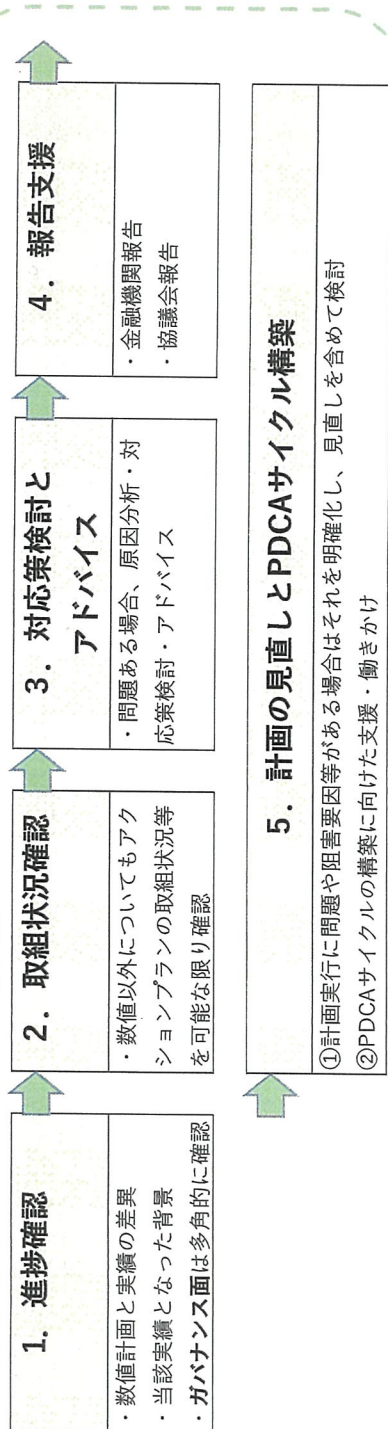 1．進捗確認
・数値計画と実績の差異
・当該実績となった背景
・ガバナンス面は多角的に確認
2．取組状況確認
・数値以外についてもアク
ションプランの取組状況等
を可能な限り確認
3．対応策検討と
アドバイス
・問題ある場合、原因分析・対
応策検討・アドバイス
4．報告支援
・金融機関報告
・協議会報告
5．計画の見直しとPDCAサイクル構築
①計画実行に問題や阻害要因等がある場合はそれを明確化し、見直しを含めて検討
②PDCAサイクルの構築に向けた支援・働きかけ